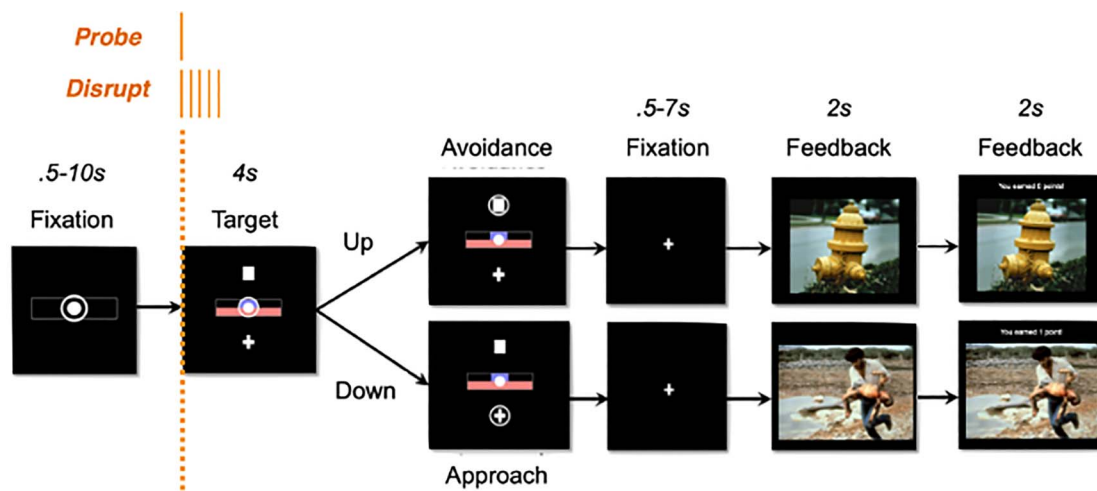 Probe
Disrupt
.5-10s
Fixation
4s
Target
Up
Down
Avoidance
Approach
.5-7s
Fixation
2s
Feedback
2s
Feedback
You earned 0 points!
You earned 1 point!